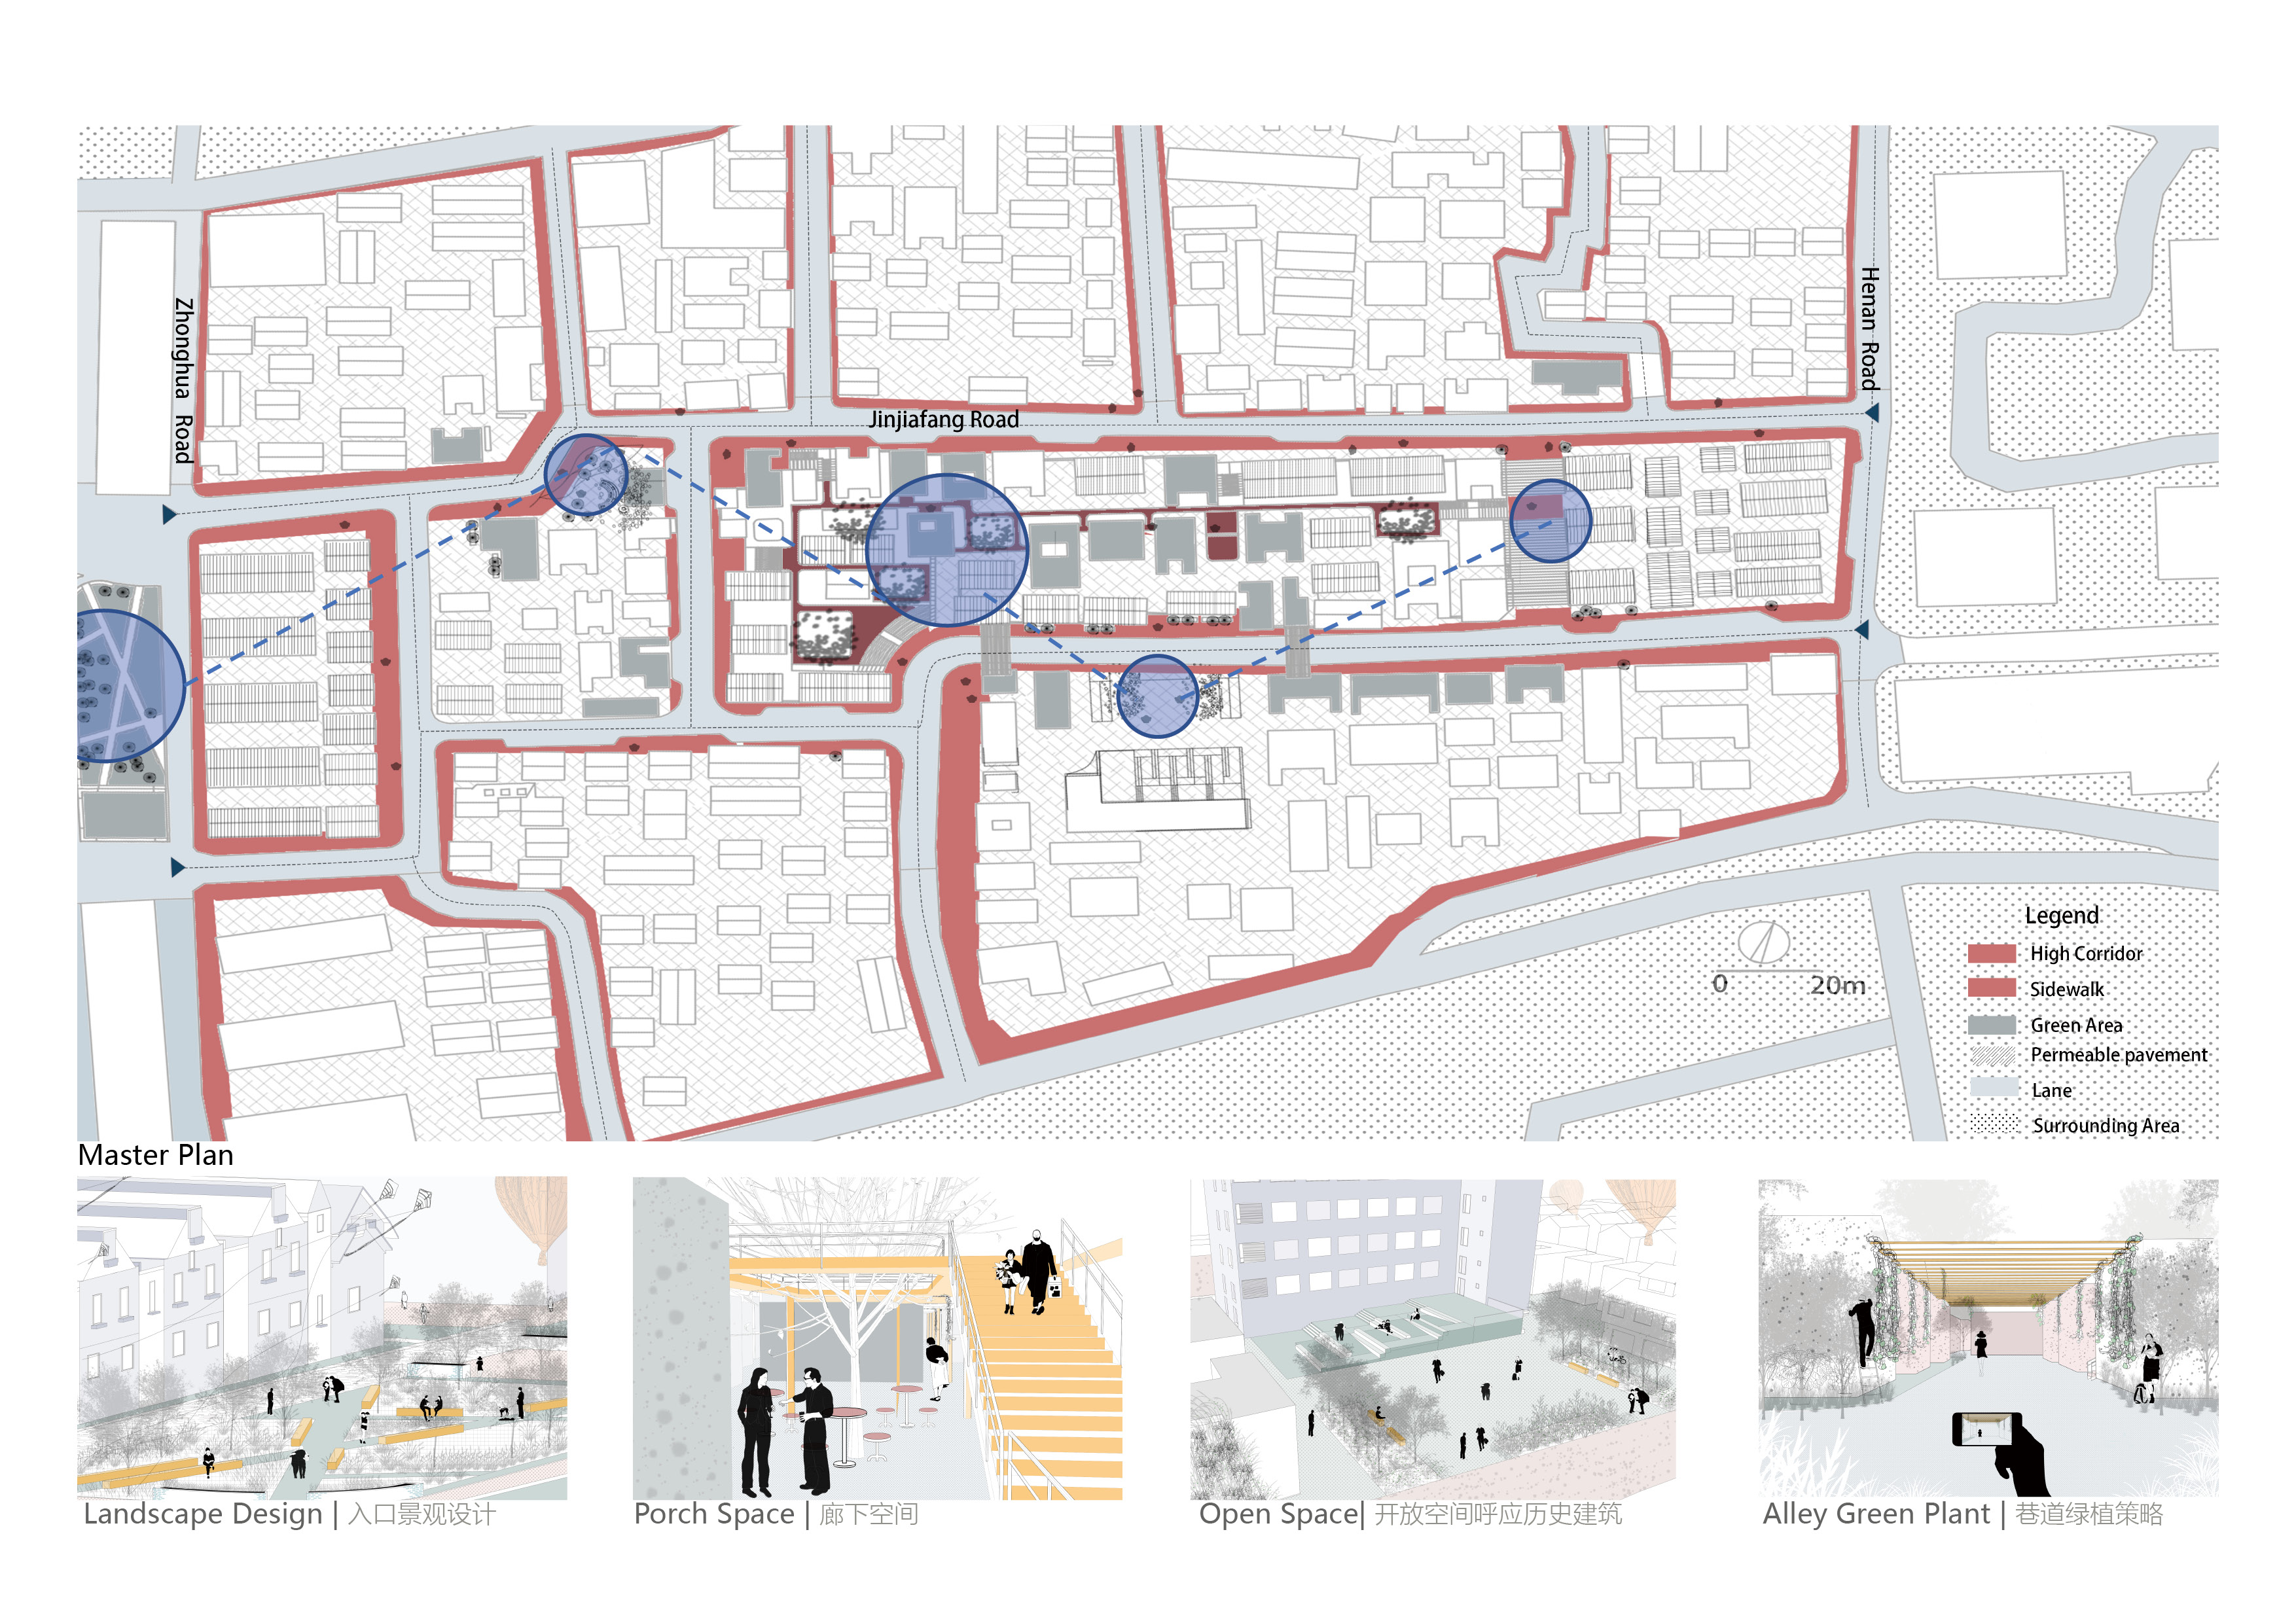 Zhonghua Road
Henan Road
Jinjiafang Road
Legend
High Corridor
Sidewalk
Green Area
Permeable pavement
Lane
Surrounding Area
0 20m
Master Plan
Landscape Design | 入口景观设计
Porch Space | 廊下空间
Open Space| 开放空间呼应历史建筑
Alley Green Plant | 巷道绿植策略